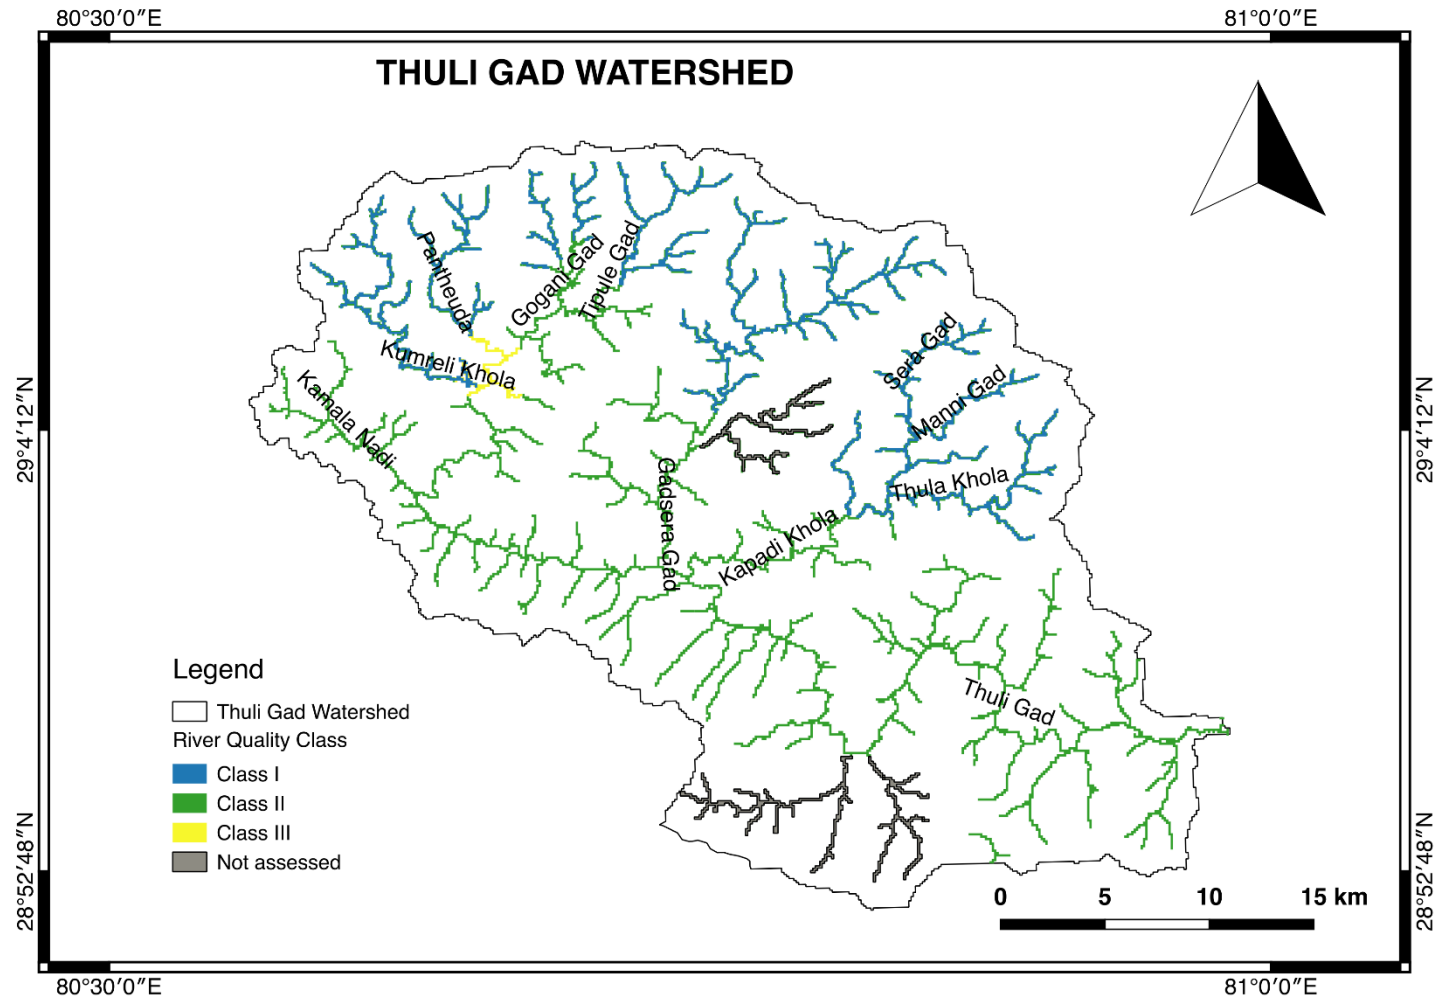 80°30′0″E
81°0′0″E
THULI GAD WATERSHED
Pantheuda
Gogani Gad
Tipule Gad
Kumreli Khola
Sera Gad
Manni Gad
Kamala Nadi
29°4′12″N
29°4′12″N
Gadsera Gad
Thula Khola
Kapadi Khola
Thuli Gad
Legend
Thuli Gad Watershed
River Quality Class
Class I
Class II
Class III
Not assessed
28°52′48″N
28°52′48″N
0 5 10 15 km
80°30′0″E
81°0′0″E